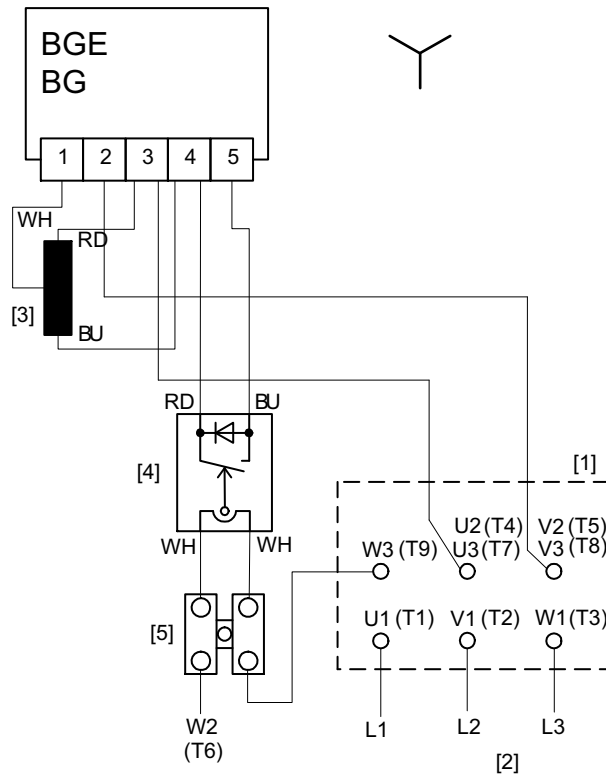 BGE
BG
1 2 3 4 5
WH
RD
[3]
BU
RD BU
[4]
[1]
WH WH
W3 (T9)
U2 (T4)
U3 (T7)
V2 (T5)
V3 (T8)
[5]
U1 (T1) V1 (T2) W1 (T3)
W2
(T6)
L1 L2 L3
[2]